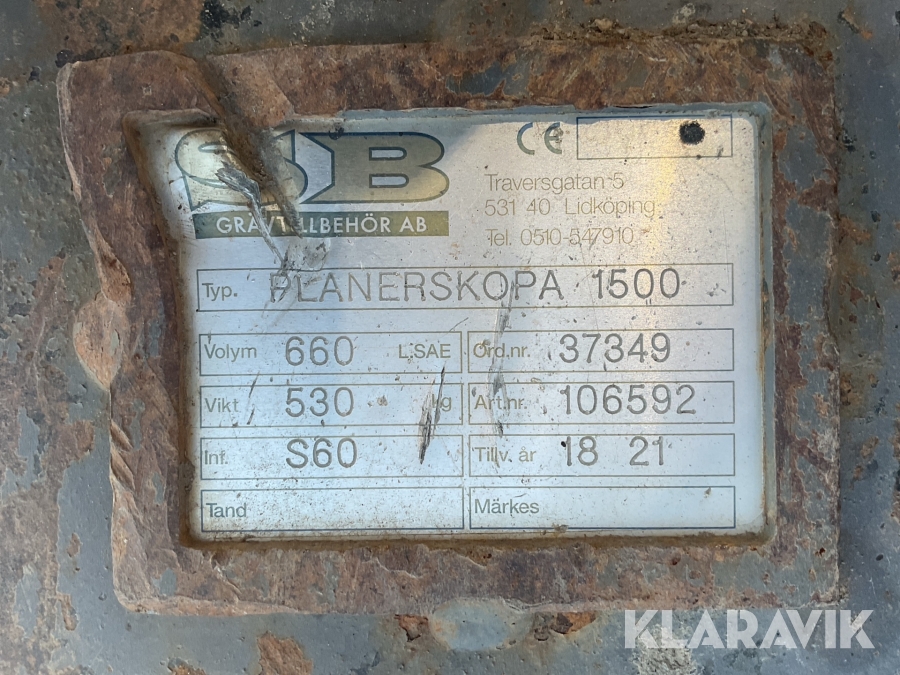 SB
GRÄVTILLBEHÖR AB
CE
Traversgatan 5
531 40 Lidköping
Tel. 0510-547910
Typ. PLANERSKOPA 1500
Volym 660 L.SAE Ord.nr. 37349
Vikt 530 kg Art.nr. 106592
Inf. S60 Tillv. år 18 21
Tand Märkes
KLARAVIK